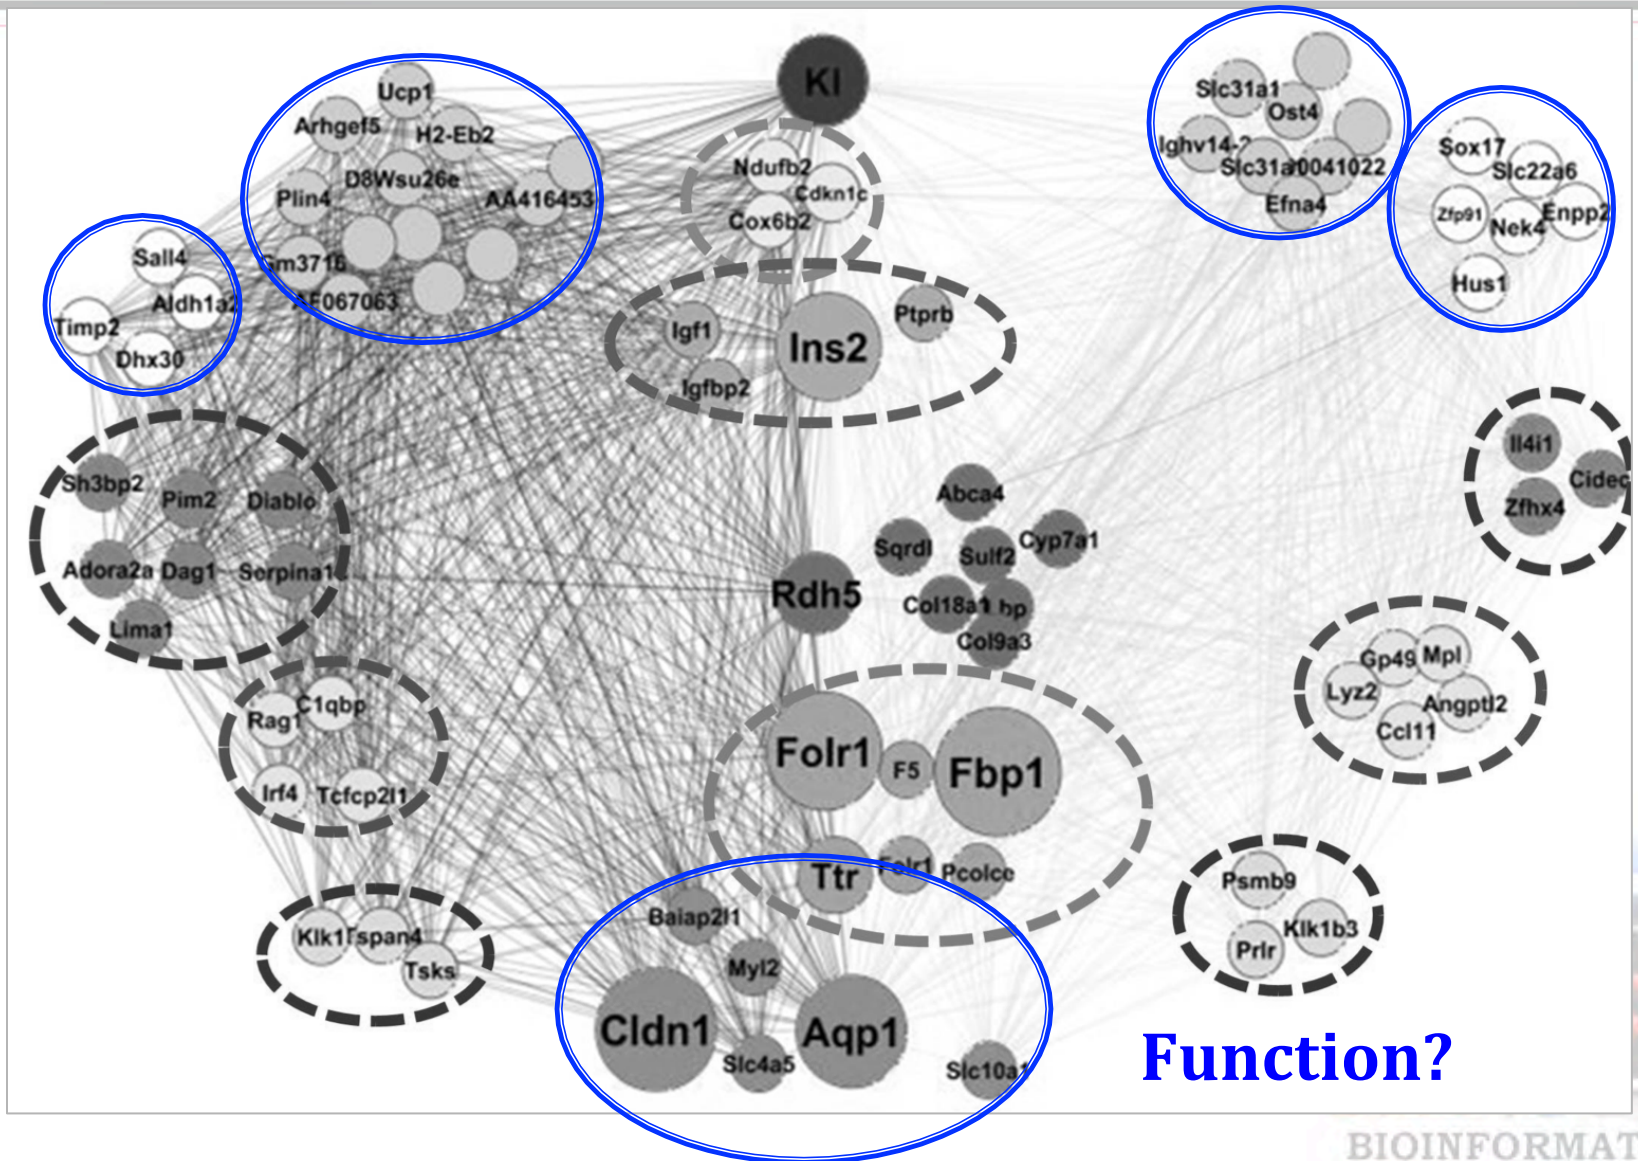 Kl
Ucp1
Arhgef5
H2-Eb2
D8Wsu26e
Plin4
AA416453
Gm3716
AF067063
Sall4
Aldh1a2
Timp2
Dhx30
Ndufb2
Cdkn1c
Cox6b2
Igf1
Ins2
Ptprb
Igfbp2
Slc31a1
Ost4
Ighv14-2
Slc31a
0041022
Efna4
Sox17
Slc22a6
Zfp91
Nek4
Enpp2
Hus1
Sh3bp2
Pim2
Diablo
Adora2a
Dag1
Serpina1
Lima1
Abca4
Sqrdl
Sulf2
Cyp7a1
Rdh5
Col18a1
Col9a3
Il4i1
Cidec
Zfhx4
Rag1
C1qbp
Irf4
Tcfcp2l1
Folr1
F5
Fbp1
Ttr
Folr1
Pcolce
Gp49
Mpl
Lyz2
Angptl2
Ccl11
Klk1
Tspan4
Tsks
Baiap2l1
Myl2
Cldn1
Aqp1
Slc4a5
Slc10a1
Psmb9
Klk1b3
Prlr
Function?
BIOINFORMAT